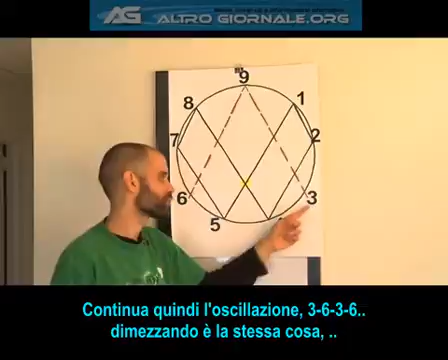 ALTRO GIORNALE.ORG
9
8
1
7
2
6
3
5
Continua quindi l'oscillazione, 3-6-3-6..
dimezzando è la stessa cosa, ..